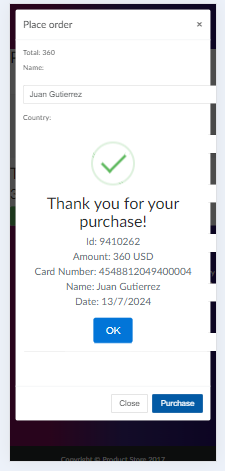 Place order
×
Total: 360
Name:
Juan Gutierrez
Country:
Thank you for your
purchase!
Id: 9410262
Amount: 360 USD
Card Number: 4548812049400004
Name: Juan Gutierrez
Date: 13/7/2024
OK
Close
Purchase
Copyright © Product Store 2017